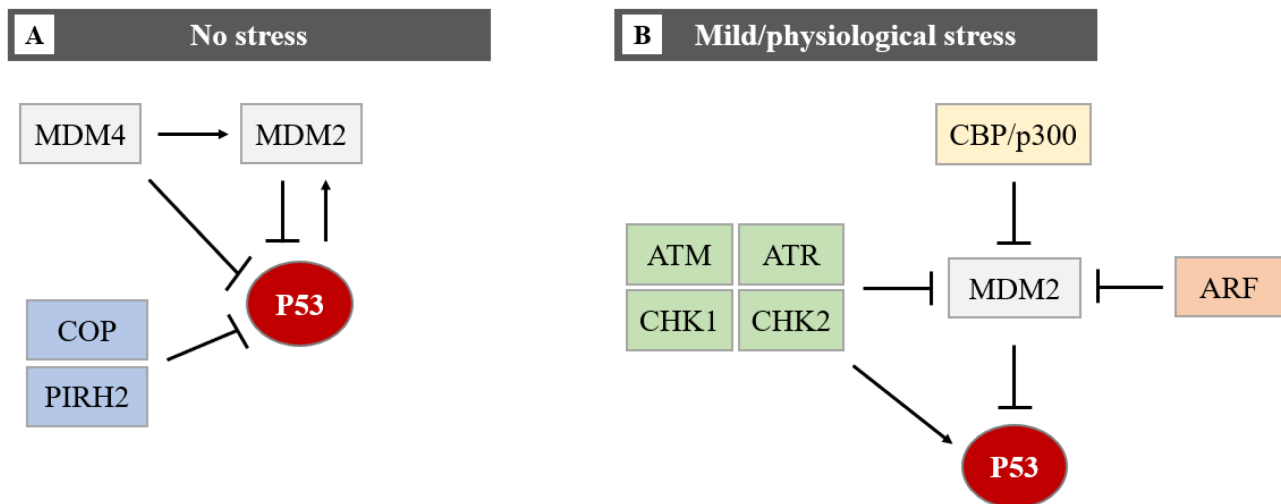 A No stress
MDM4 MDM2
P53
COP
PIRH2
B Mild/physiological stress
CBP/p300
ATM ATR
CHK1 CHK2
MDM2
ARF
P53